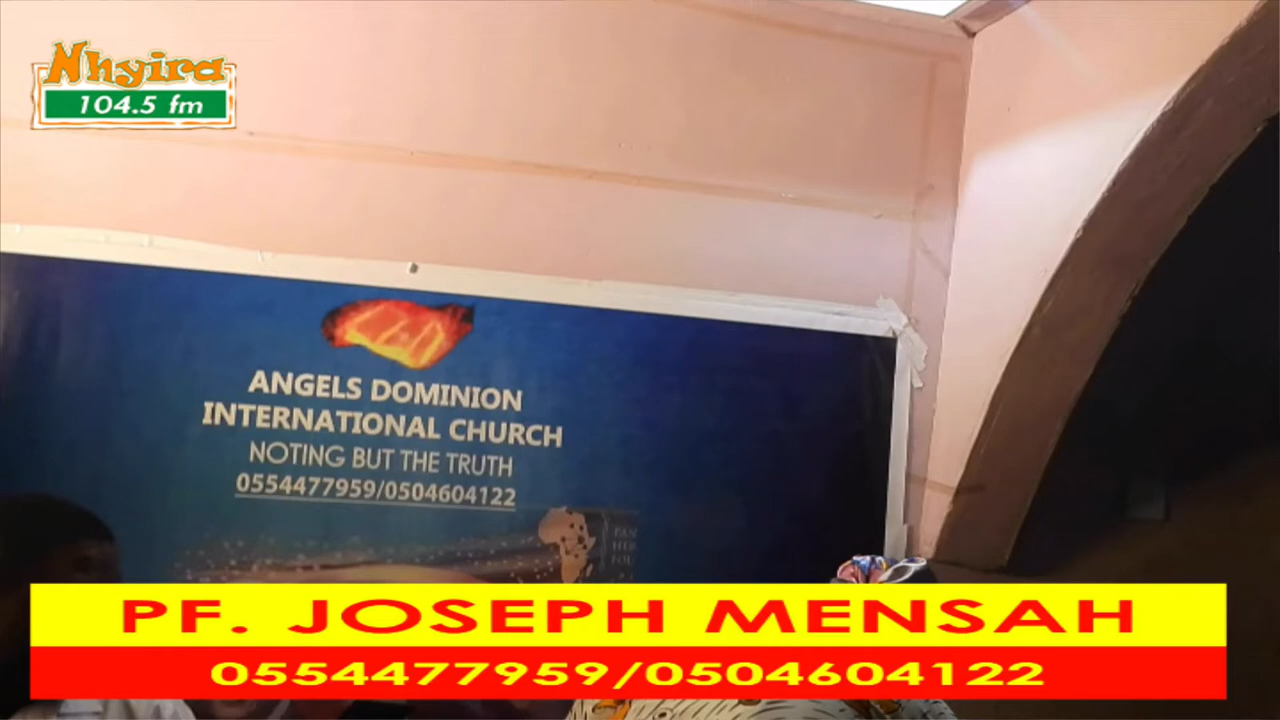 Nhyira
104.5 fm
ANGELS DOMINION
INTERNATIONAL CHURCH
NOTING BUT THE TRUTH
0554477959/0504604122
PF. JOSEPH MENSAH
0554477959/0504604122